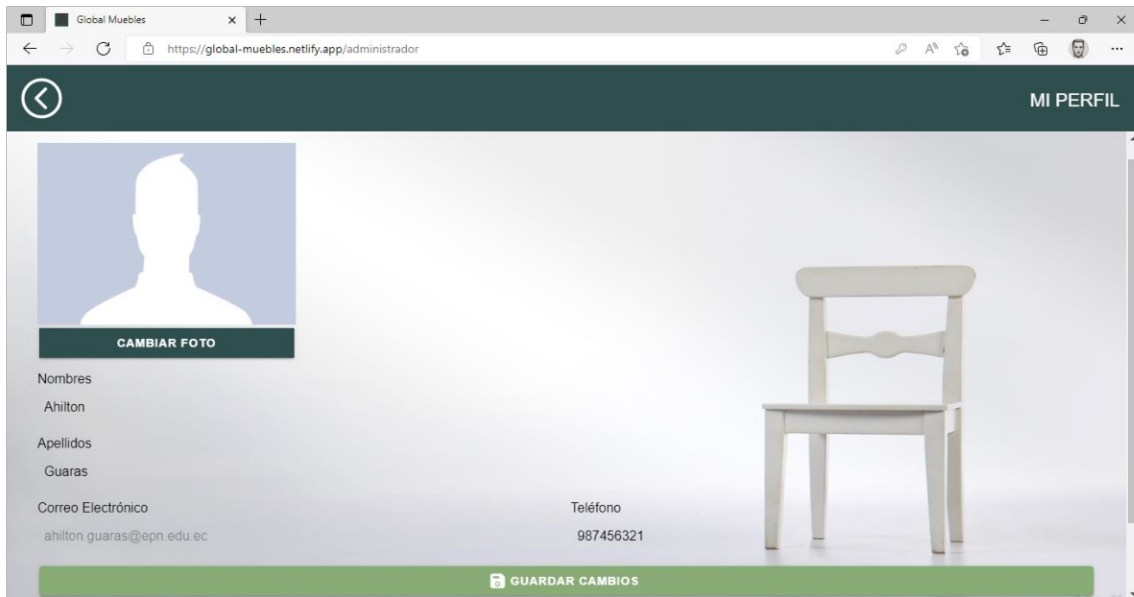 Global Muebles
https://global-muebles.netlify.app/administrador
MI PERFIL
CAMBIAR FOTO
Nombres
Ahilton
Apellidos
Guaras
Correo Electrónico
Teléfono
ahilton.guaras@epn.edu.ec
987456321
GUARDAR CAMBIOS